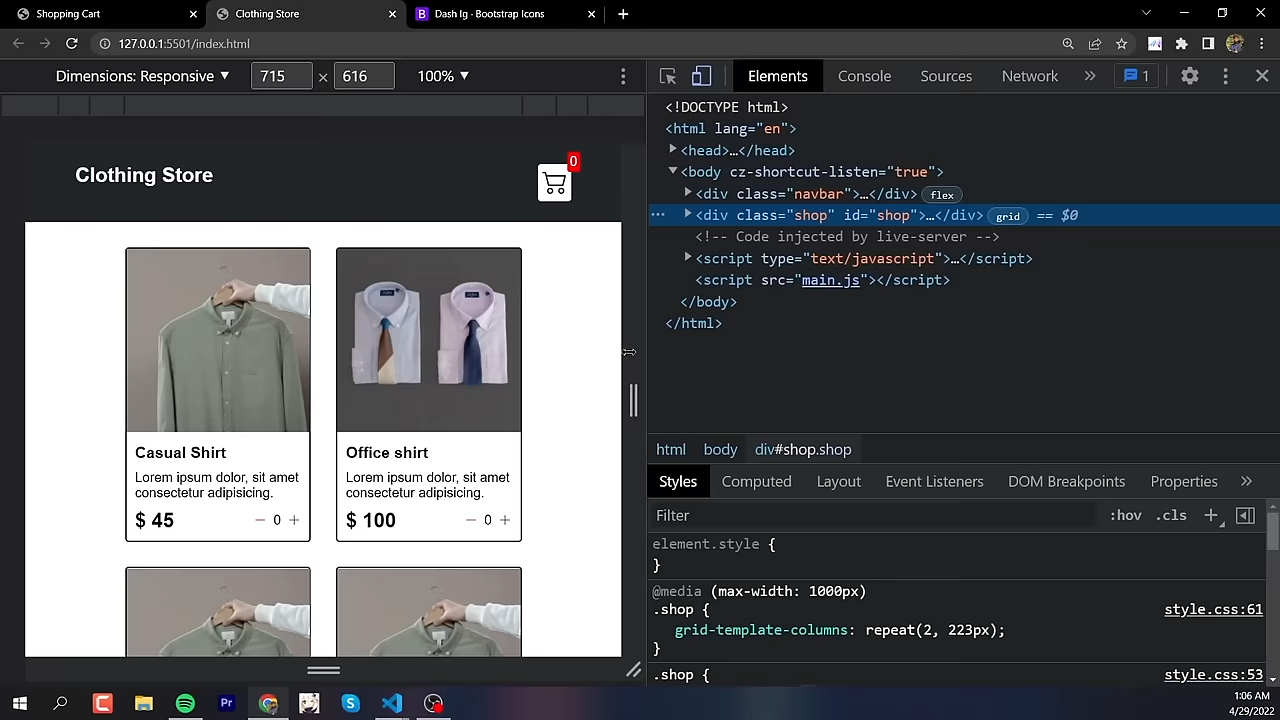 Shopping Cart
Clothing Store
Dash lg · Bootstrap Icons
127.0.0.1:5501/index.html
Dimensions: Responsive ▼ 715 × 616 100% ▼
Elements Console Sources Network » 1
<!DOCTYPE html>
<html lang="en">
<head>…</head>
<body cz-shortcut-listen="true">
<div class="navbar">…</div> flex
<div class="shop" id="shop">…</div> grid == $0
<!-- Code injected by live-server -->
<script type="text/javascript">…</script>
<script src="main.js"></script>
</body>
</html>
html body div#shop.shop
Styles Computed Layout Event Listeners DOM Breakpoints Properties »
Filter :hov .cls +
element.style {
}
@media (max-width: 1000px)
.shop { style.css:61
grid-template-columns: repeat(2, 223px);
}
.shop { style.css:53
Clothing Store
0
Casual Shirt
Lorem ipsum dolor, sit amet
consectetur adipisicing.
$ 45 − 0 +
Office shirt
Lorem ipsum dolor, sit amet
consectetur adipisicing.
$ 100 − 0 +
Pr
S
1:06 AM
4/29/2022